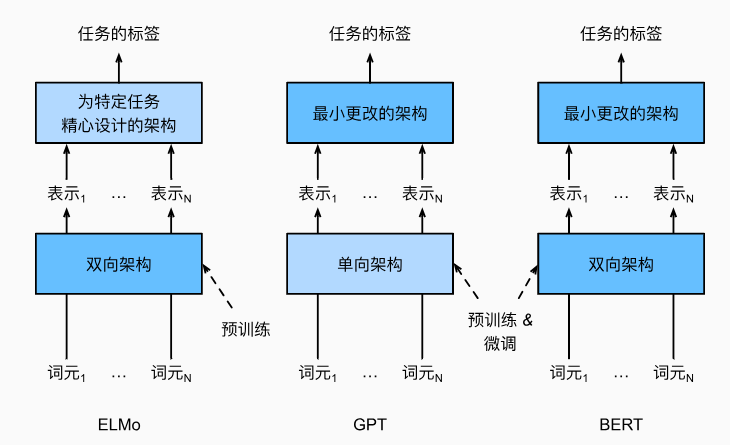 任务的标签 任务的标签 任务的标签
为特定任务
精心设计的架构
最小更改的架构 最小更改的架构
表示1 … 表示N 表示1 … 表示N 表示1 … 表示N
双向架构 单向架构 双向架构
预训练
预训练 &
微调
词元1 … 词元N 词元1 … 词元N 词元1 … 词元N
ELMo GPT BERT